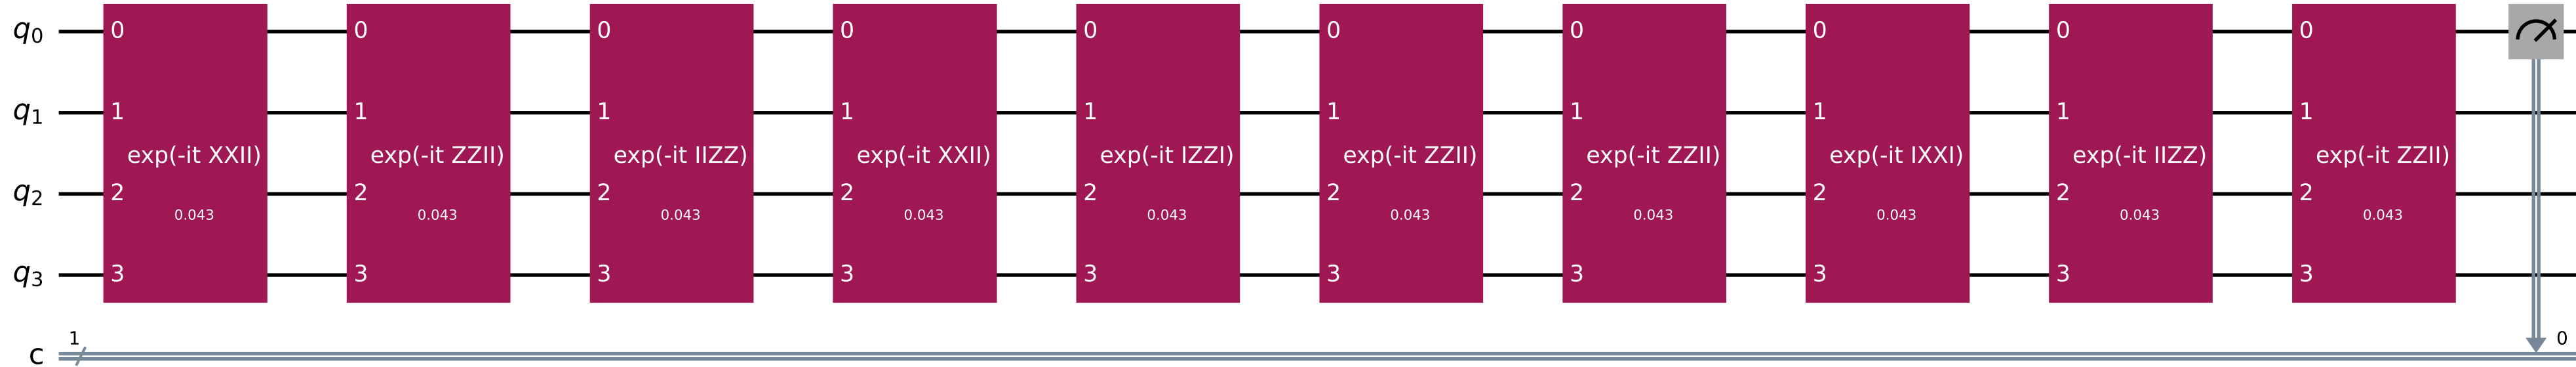 q0 0 0 0 0 0 0 0 0 0 0
q1 1 1 1 1 1 1 1 1 1 1
exp(-it XXII) exp(-it ZZII) exp(-it IIZZ) exp(-it XXII) exp(-it IZZI) exp(-it ZZII) exp(-it ZZII) exp(-it IXXI) exp(-it IIZZ) exp(-it ZZII)
q2 2 2 2 2 2 2 2 2 2 2
0.043 0.043 0.043 0.043 0.043 0.043 0.043 0.043 0.043 0.043
q3 3 3 3 3 3 3 3 3 3 3
1 0
c